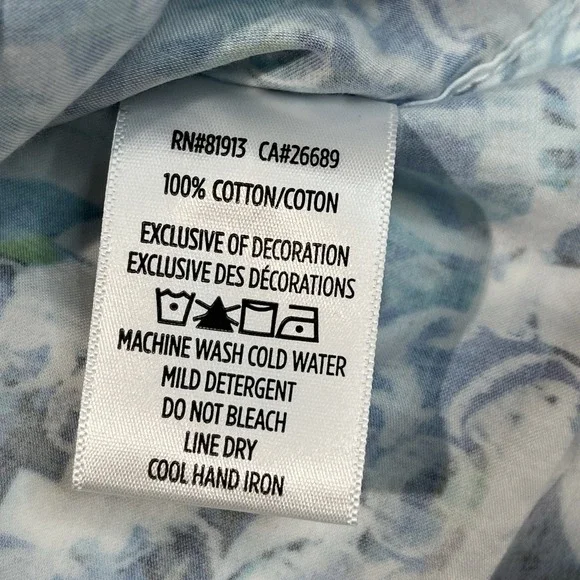 RN#81913 CA#26689
100% COTTON/COTON
EXCLUSIVE OF DECORATION
EXCLUSIVE DES DÉCORATIONS
MACHINE WASH COLD WATER
MILD DETERGENT
DO NOT BLEACH
LINE DRY
COOL HAND IRON